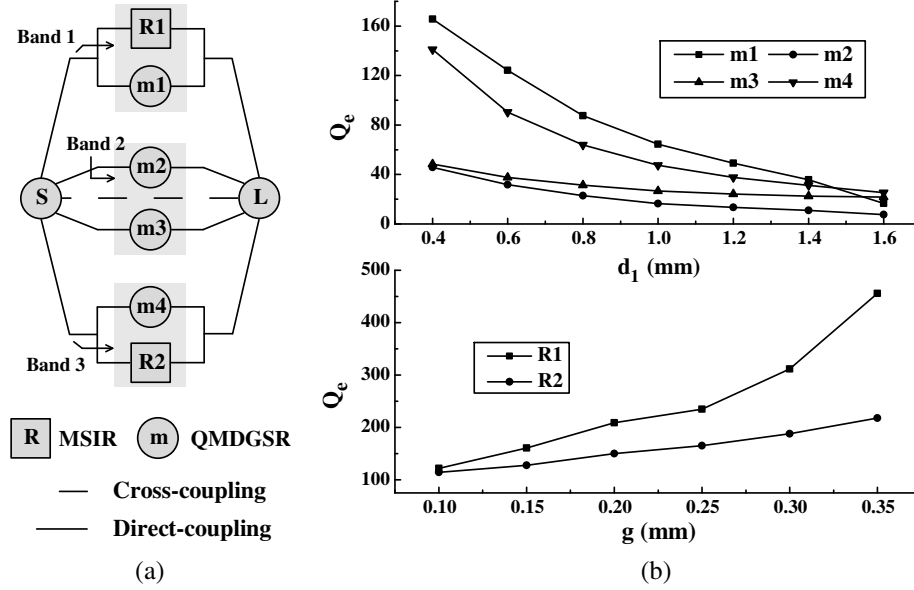 Band 1
R1
m1
Band 2
m2
S
L
m3
m4
Band 3
R2
R MSIR m QMDGSR
Cross-coupling
Direct-coupling
(a)
160
120
80
40
0
Qe
m1 m2
m3 m4
0.4 0.6 0.8 1.0 1.2 1.4 1.6
d1 (mm)
500
400
300
200
100
Qe
R1
R2
0.10 0.15 0.20 0.25 0.30 0.35
g (mm)
(b)